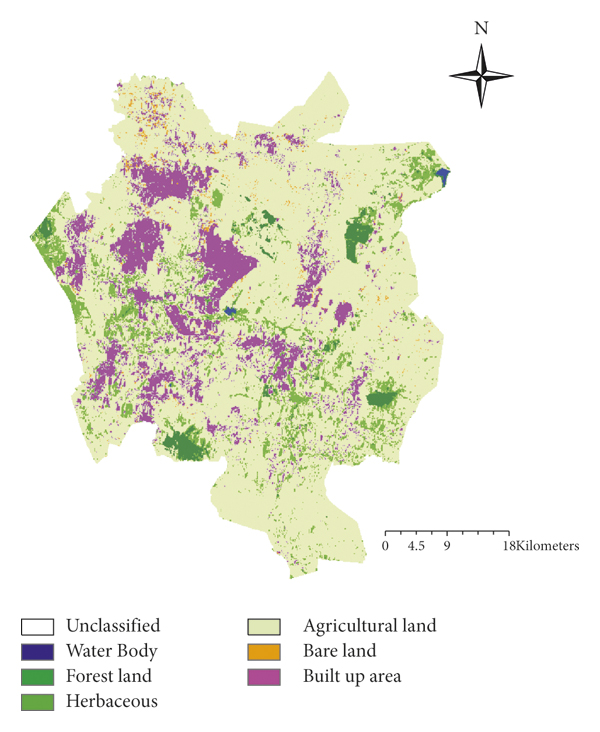 N
0 4.5 9 18Kilometers
Unclassified
Water Body
Forest land
Herbaceous
Agricultural land
Bare land
Built up area